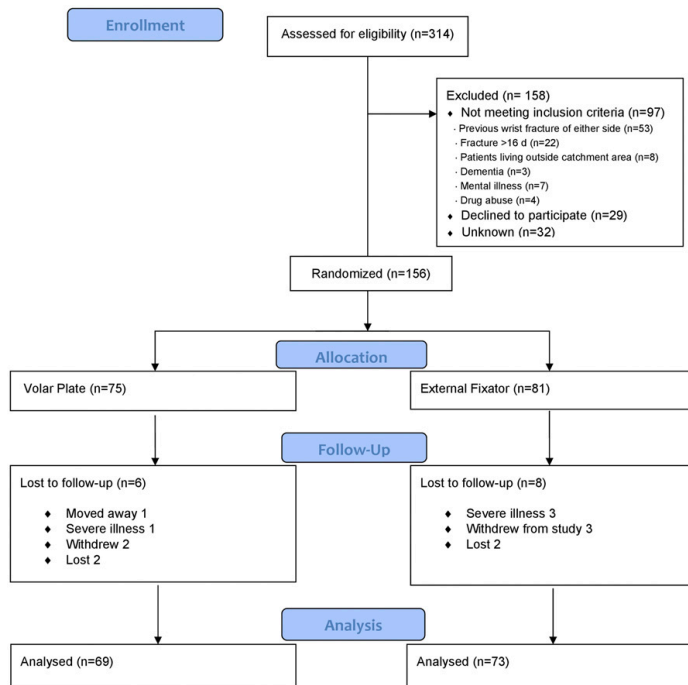 Enrollment
Assessed for eligibility (n=314)
Excluded (n= 158)
♦ Not meeting inclusion criteria (n=97)
· Previous wrist fracture of either side (n=53)
· Fracture >16 d (n=22)
· Patients living outside catchment area (n=8)
· Dementia (n=3)
· Mental illness (n=7)
· Drug abuse (n=4)
♦ Declined to participate (n=29)
♦ Unknown (n=32)
Randomized (n=156)
Allocation
Volar Plate (n=75)
External Fixator (n=81)
Follow-Up
Lost to follow-up (n=6)
♦ Moved away 1
♦ Severe illness 1
♦ Withdrew 2
♦ Lost 2
Lost to follow-up (n=8)
♦ Severe illness 3
♦ Withdrew from study 3
♦ Lost 2
Analysis
Analysed (n=69)
Analysed (n=73)